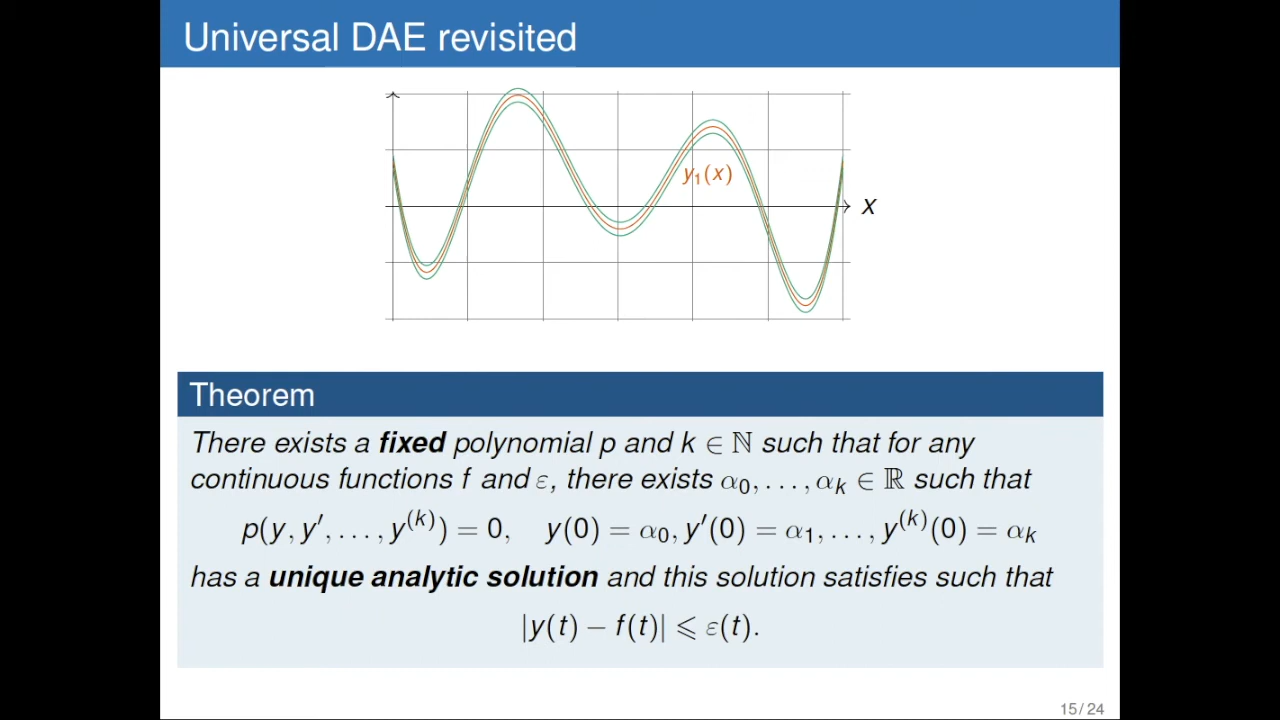 Universal DAE revisited
y₁(x)
x
Theorem
There exists a fixed polynomial p and k ∈ ℕ such that for any
continuous functions f and ε, there exists α₀, . . . , αₖ ∈ ℝ such that
p(y, y′, . . . , y⁽ᵏ⁾) = 0, y(0) = α₀, y′(0) = α₁, . . . , y⁽ᵏ⁾(0) = αₖ
has a unique analytic solution and this solution satisfies such that
|y(t) − f(t)| ⩽ ε(t).
15 / 24